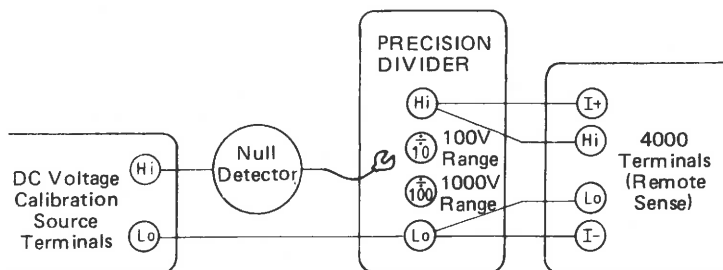 PRECISION
DIVIDER
Hi
÷10
100V
Range
÷100
1000V
Range
Lo
Null
Detector
DC Voltage
Calibration
Source
Terminals
Hi
Lo
I+
Hi
Lo
I-
4000
Terminals
(Remote
Sense)